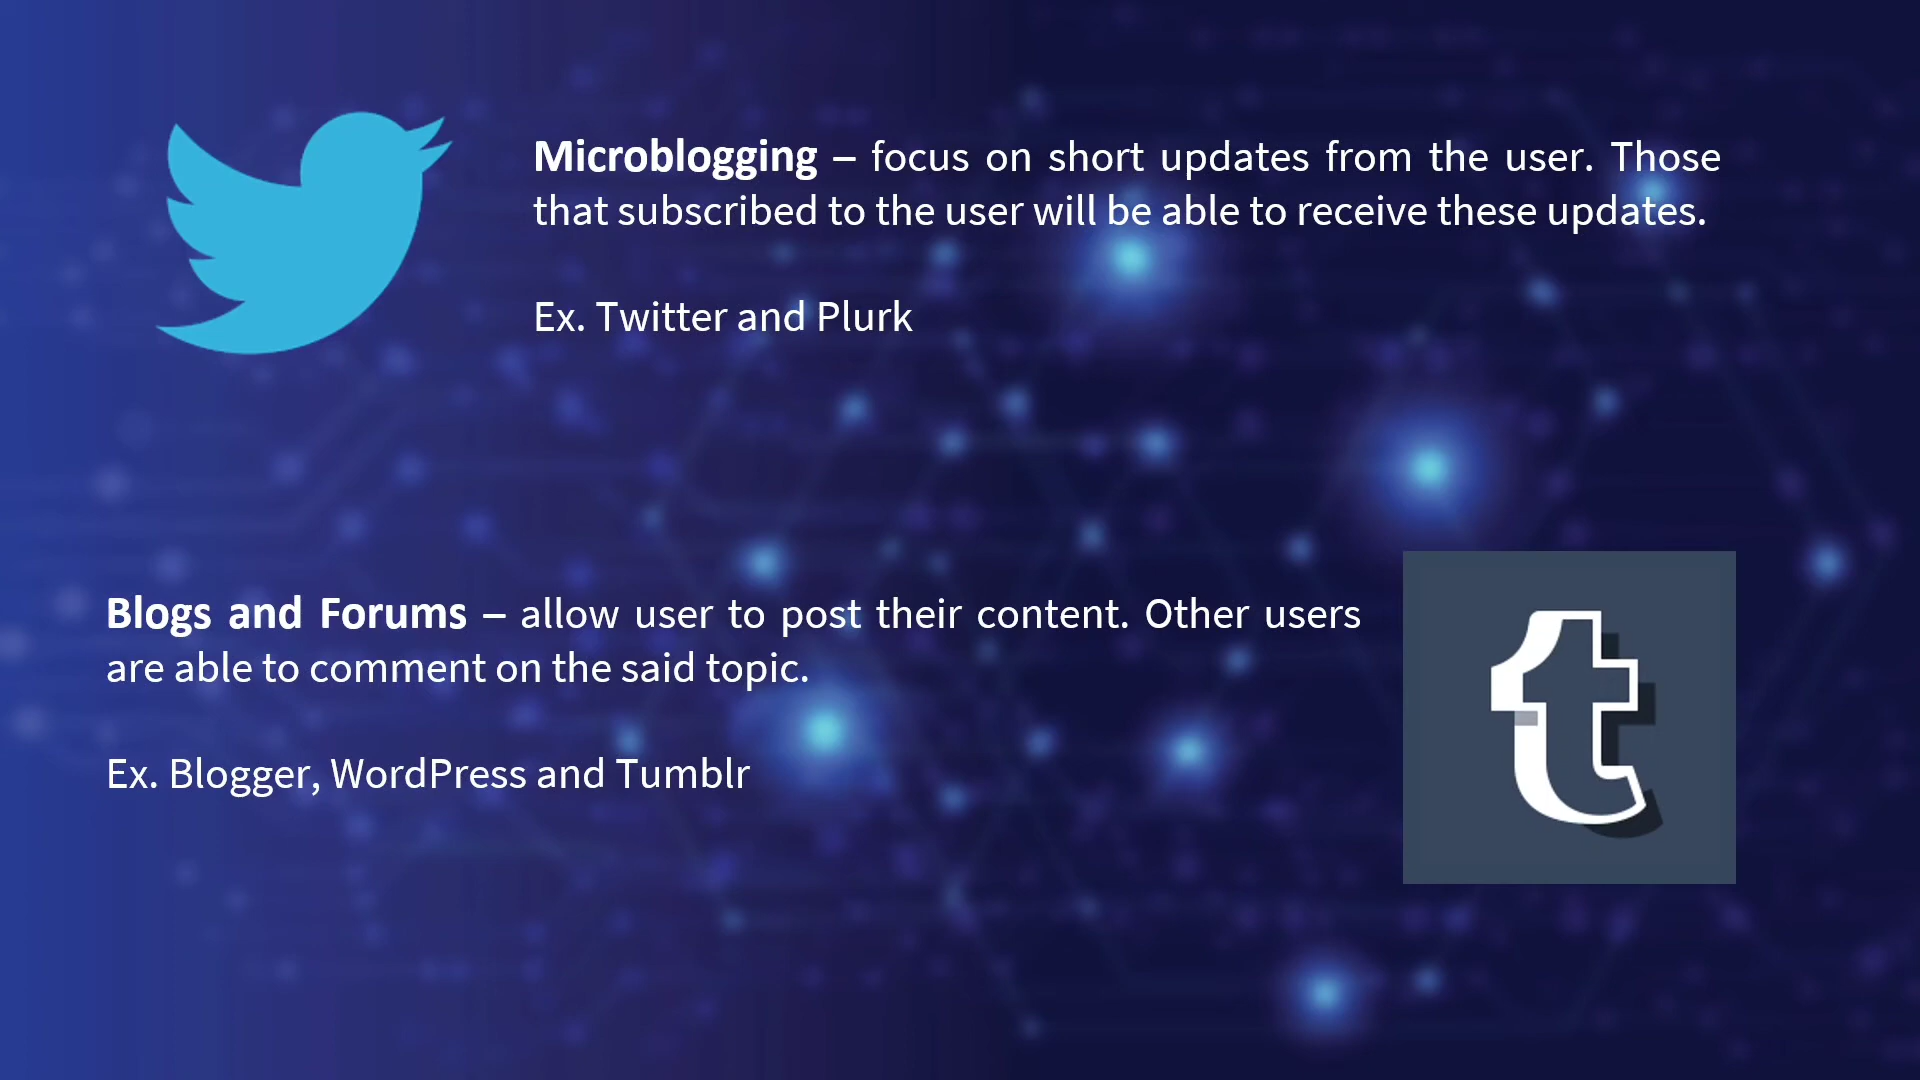 Microblogging – focus on short updates from the user. Those
that subscribed to the user will be able to receive these updates.
Ex. Twitter and Plurk
Blogs and Forums – allow user to post their content. Other users
are able to comment on the said topic.
Ex. Blogger, WordPress and Tumblr
t